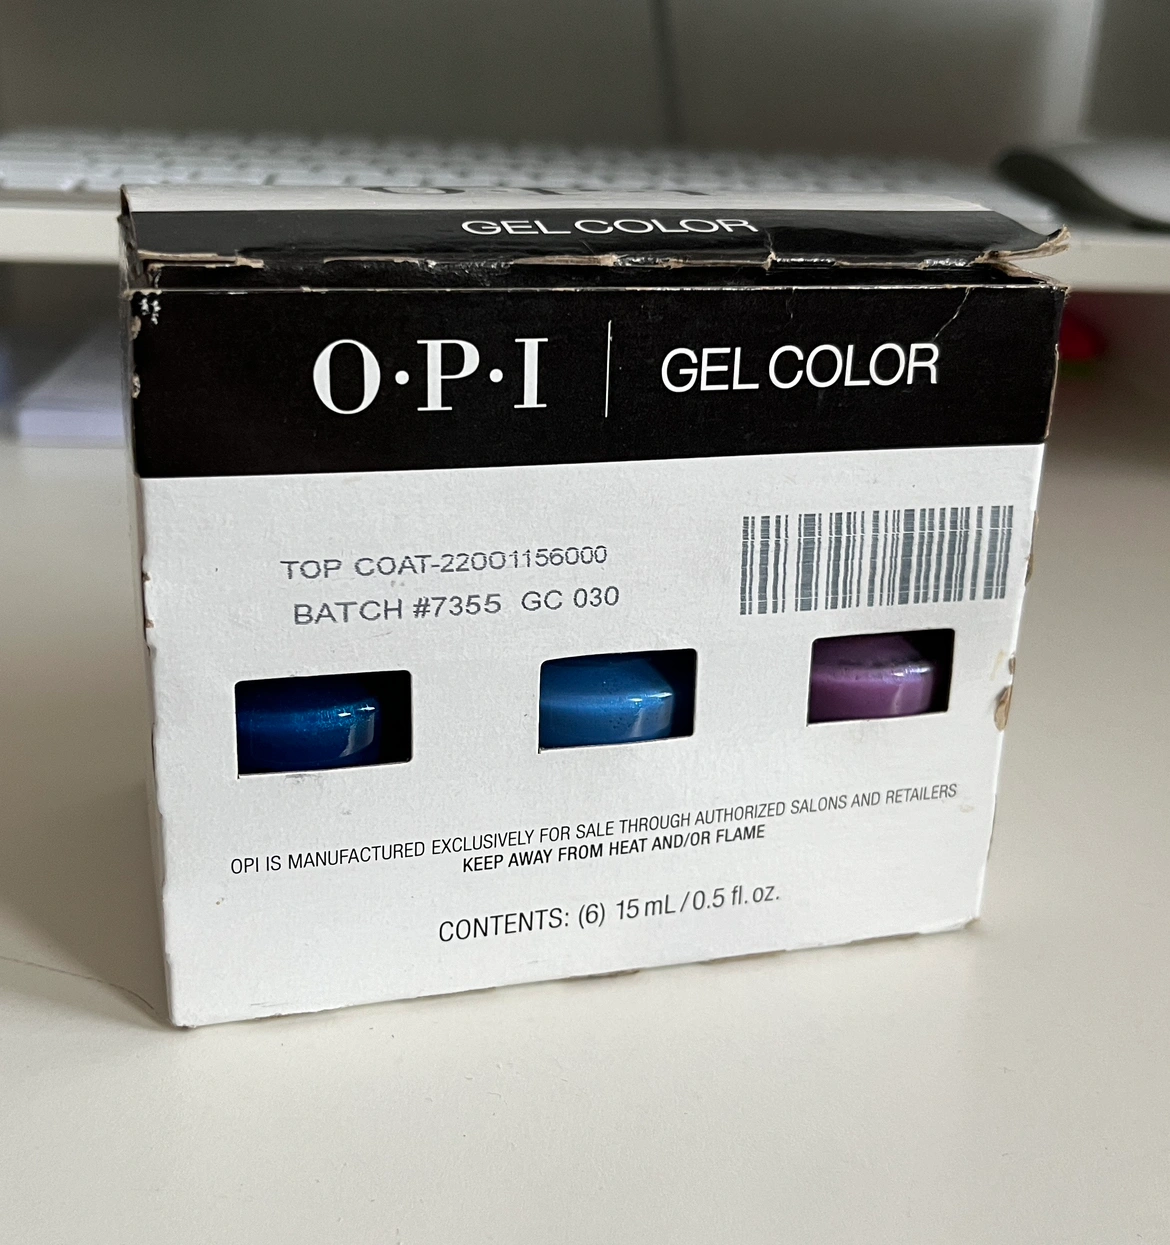 O·P·I
GEL COLOR
O·P·I | GEL COLOR
TOP COAT-22001156000
BATCH #7355 GC 030
OPI IS MANUFACTURED EXCLUSIVELY FOR SALE THROUGH AUTHORIZED SALONS AND RETAILERS
KEEP AWAY FROM HEAT AND/OR FLAME
CONTENTS: (6) 15 mL / 0.5 fl. oz.